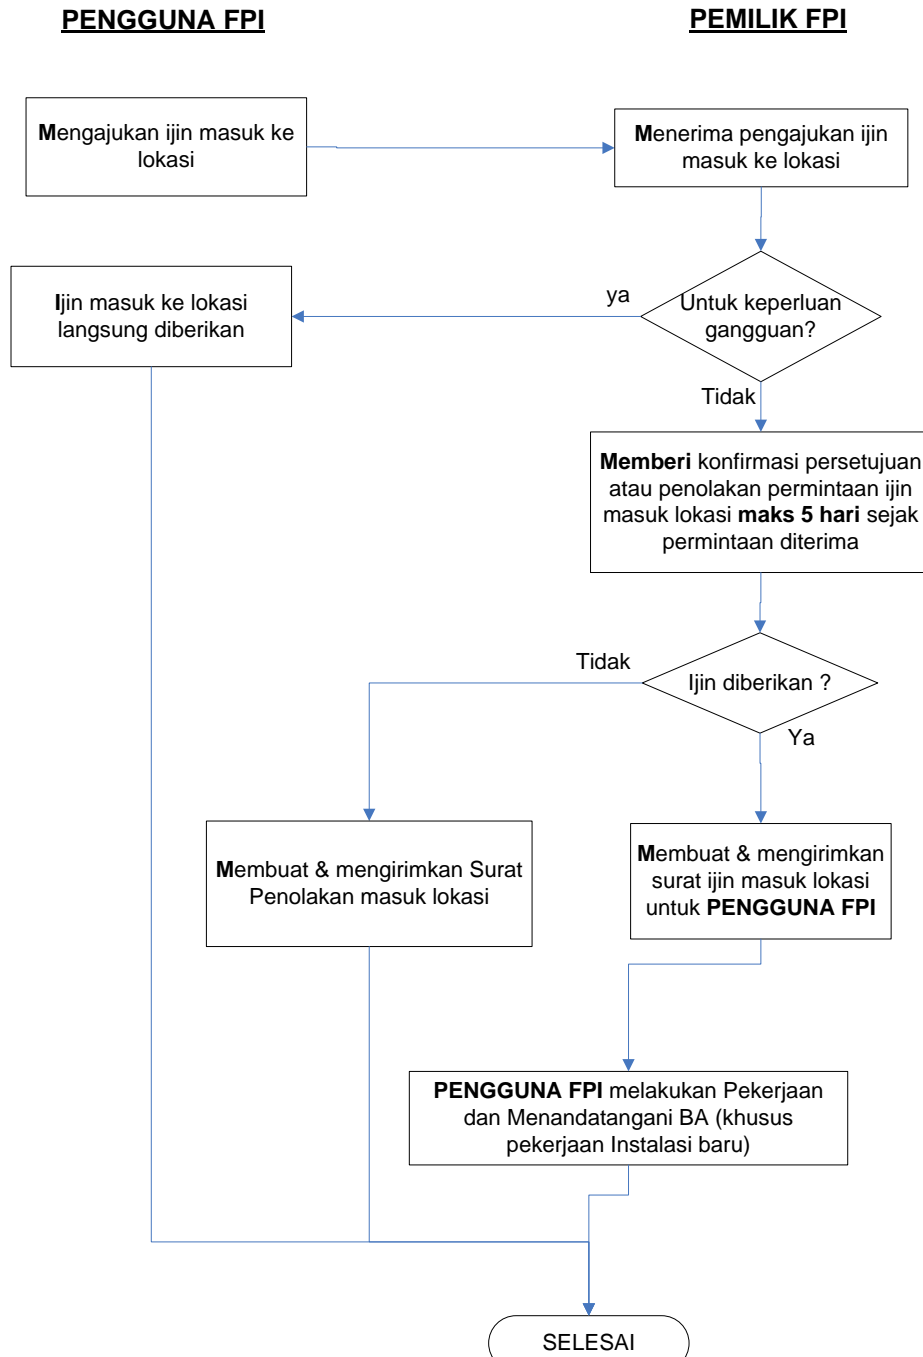 PENGGUNA FPI
PEMILIK FPI
Mengajukan ijin masuk ke
lokasi
Menerima pengajukan ijin
masuk ke lokasi
Ijin masuk ke lokasi
langsung diberikan
ya
Untuk keperluan
gangguan?
Tidak
Memberi konfirmasi persetujuan
atau penolakan permintaan ijin
masuk lokasi maks 5 hari sejak
permintaan diterima
Tidak
Ijin diberikan ?
Ya
Membuat & mengirimkan Surat
Penolakan masuk lokasi
Membuat & mengirimkan
surat ijin masuk lokasi
untuk PENGGUNA FPI
PENGGUNA FPI melakukan Pekerjaan
dan Menandatangani BA (khusus
pekerjaan Instalasi baru)
SELESAI